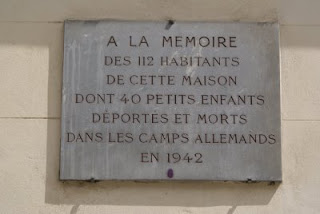 A LA MEMOIRE
DES 112 HABITANTS
DE CETTE MAISON
DONT 40 PETITS ENFANTS
DÉPORTÉS ET MORTS
DANS LES CAMPS ALLEMANDS
EN 1942